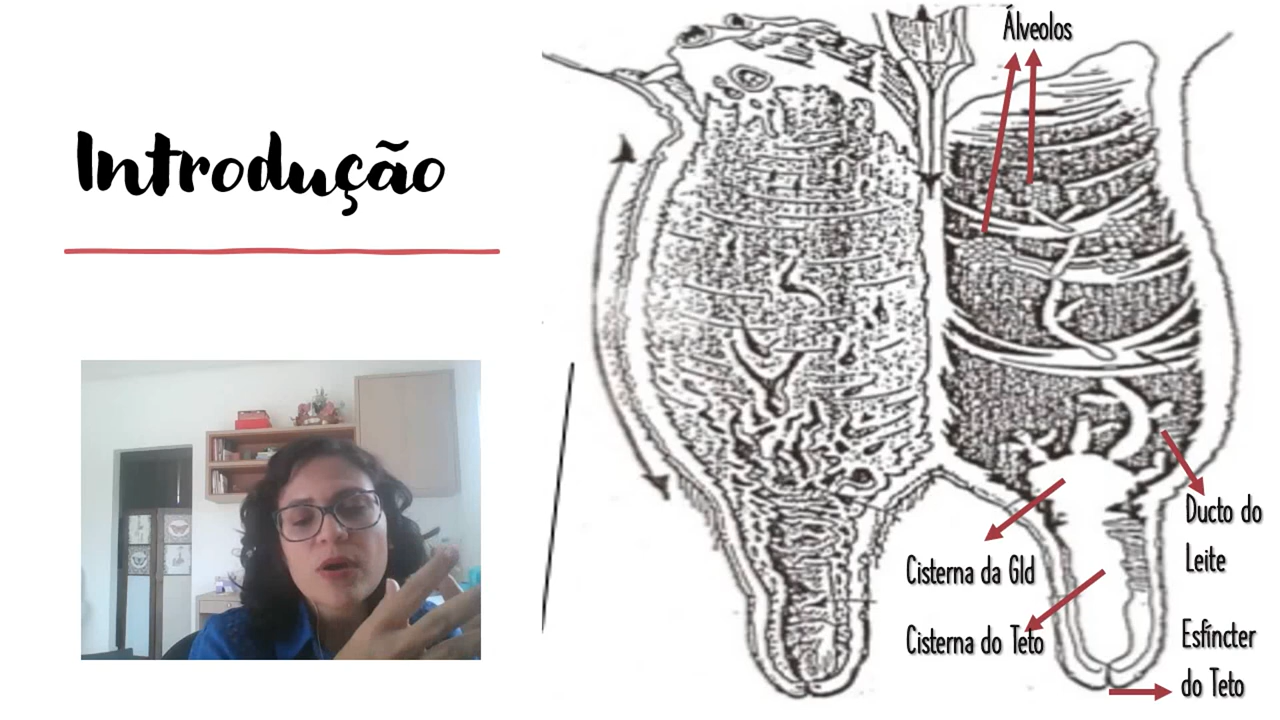 Introdução
Álveolos
Ducto do
Leite
Cisterna da Gld
Cisterna do Teto
Esfíncter
do Teto